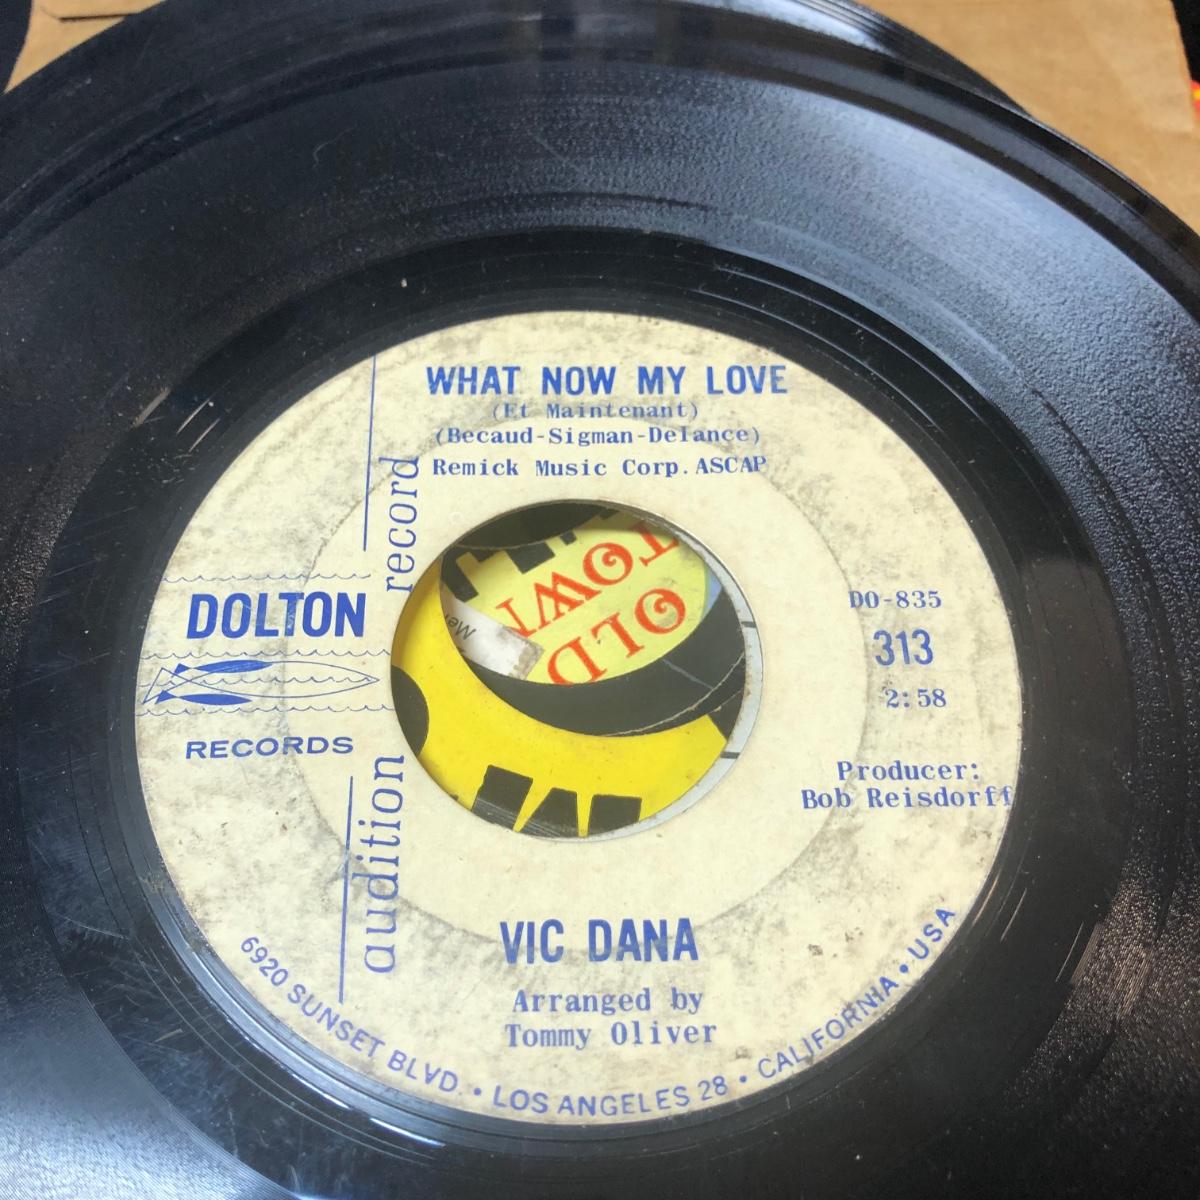 WHAT NOW MY LOVE
(Et Maintenant)
(Becaud-Sigman-Delance)
Remick Music Corp. ASCAP
audition record
DOLTON
RECORDS
DO-835
313
2:58
Producer:
Bob Reisdorff
VIC DANA
Arranged by
Tommy Oliver
6920 SUNSET BLVD. • LOS ANGELES 28 • CALIFORNIA • USA
OLD
TOWN